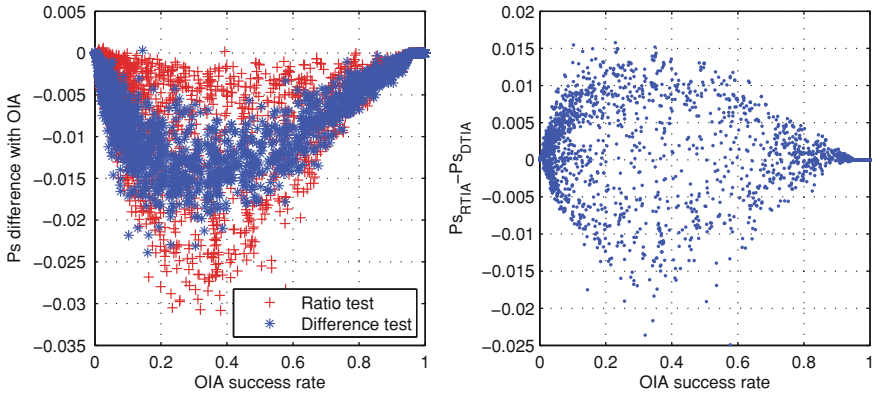 0.005
0
−0.005
−0.01
−0.015
−0.02
−0.025
−0.03
−0.035
Ps difference with OIA
0 0.2 0.4 0.6 0.8 1
OIA success rate
Ratio test
Difference test
0.02
0.015
0.01
0.005
0
−0.005
−0.01
−0.015
−0.02
−0.025
Ps_RTIA−Ps_DTIA
0 0.2 0.4 0.6 0.8 1
OIA success rate